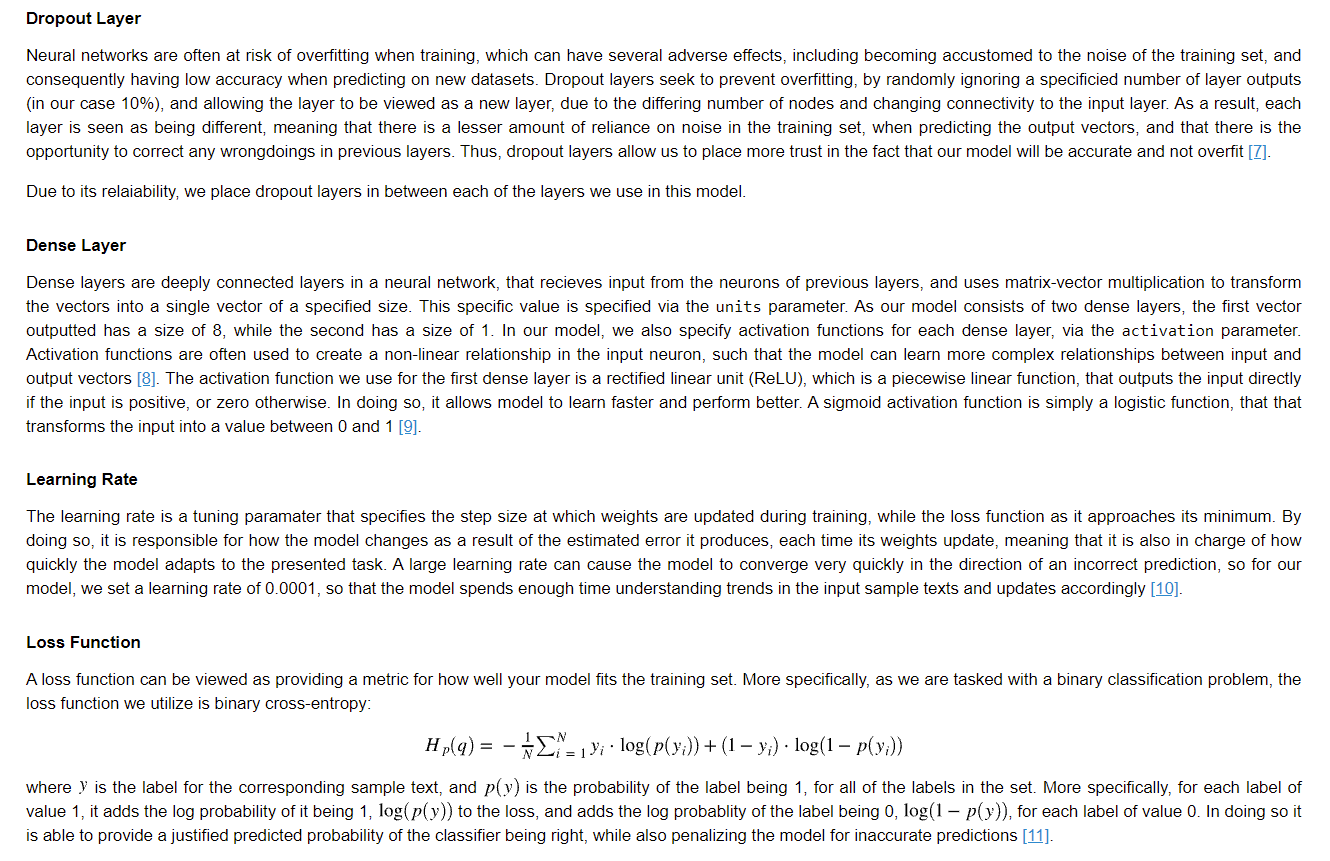 Dropout Layer
Neural networks are often at risk of overfitting when training, which can have several adverse effects, including becoming accustomed to the noise of the training set, and
consequently having low accuracy when predicting on new datasets. Dropout layers seek to prevent overfitting, by randomly ignoring a specificied number of layer outputs
(in our case 10%), and allowing the layer to be viewed as a new layer, due to the differing number of nodes and changing connectivity to the input layer. As a result, each
layer is seen as being different, meaning that there is a lesser amount of reliance on noise in the training set, when predicting the output vectors, and that there is the
opportunity to correct any wrongdoings in previous layers. Thus, dropout layers allow us to place more trust in the fact that our model will be accurate and not overfit [7].
Due to its relaiability, we place dropout layers in between each of the layers we use in this model.
Dense Layer
Dense layers are deeply connected layers in a neural network, that recieves input from the neurons of previous layers, and uses matrix-vector multiplication to transform
the vectors into a single vector of a specified size. This specific value is specified via the units parameter. As our model consists of two dense layers, the first vector
outputted has a size of 8, while the second has a size of 1. In our model, we also specify activation functions for each dense layer, via the activation parameter.
Activation functions are often used to create a non-linear relationship in the input neuron, such that the model can learn more complex relationships between input and
output vectors [8]. The activation function we use for the first dense layer is a rectified linear unit (ReLU), which is a piecewise linear function, that outputs the input directly
if the input is positive, or zero otherwise. In doing so, it allows model to learn faster and perform better. A sigmoid activation function is simply a logistic function, that that
transforms the input into a value between 0 and 1 [9].
Learning Rate
The learning rate is a tuning paramater that specifies the step size at which weights are updated during training, while the loss function as it approaches its minimum. By
doing so, it is responsible for how the model changes as a result of the estimated error it produces, each time its weights update, meaning that it is also in charge of how
quickly the model adapts to the presented task. A large learning rate can cause the model to converge very quickly in the direction of an incorrect prediction, so for our
model, we set a learning rate of 0.0001, so that the model spends enough time understanding trends in the input sample texts and updates accordingly [10].
Loss Function
A loss function can be viewed as providing a metric for how well your model fits the training set. More specifically, as we are tasked with a binary classification problem, the
loss function we utilize is binary cross-entropy:
H_p(q) = − 1/N ∑_{i = 1}^N y_i · log(p(y_i)) + (1 − y_i) · log(1 − p(y_i))
where y is the label for the corresponding sample text, and p(y) is the probability of the label being 1, for all of the labels in the set. More specifically, for each label of
value 1, it adds the log probability of it being 1, log(p(y)) to the loss, and adds the log probablity of the label being 0, log(1 − p(y)), for each label of value 0. In doing so it
is able to provide a justified predicted probability of the classifier being right, while also penalizing the model for inaccurate predictions [11].